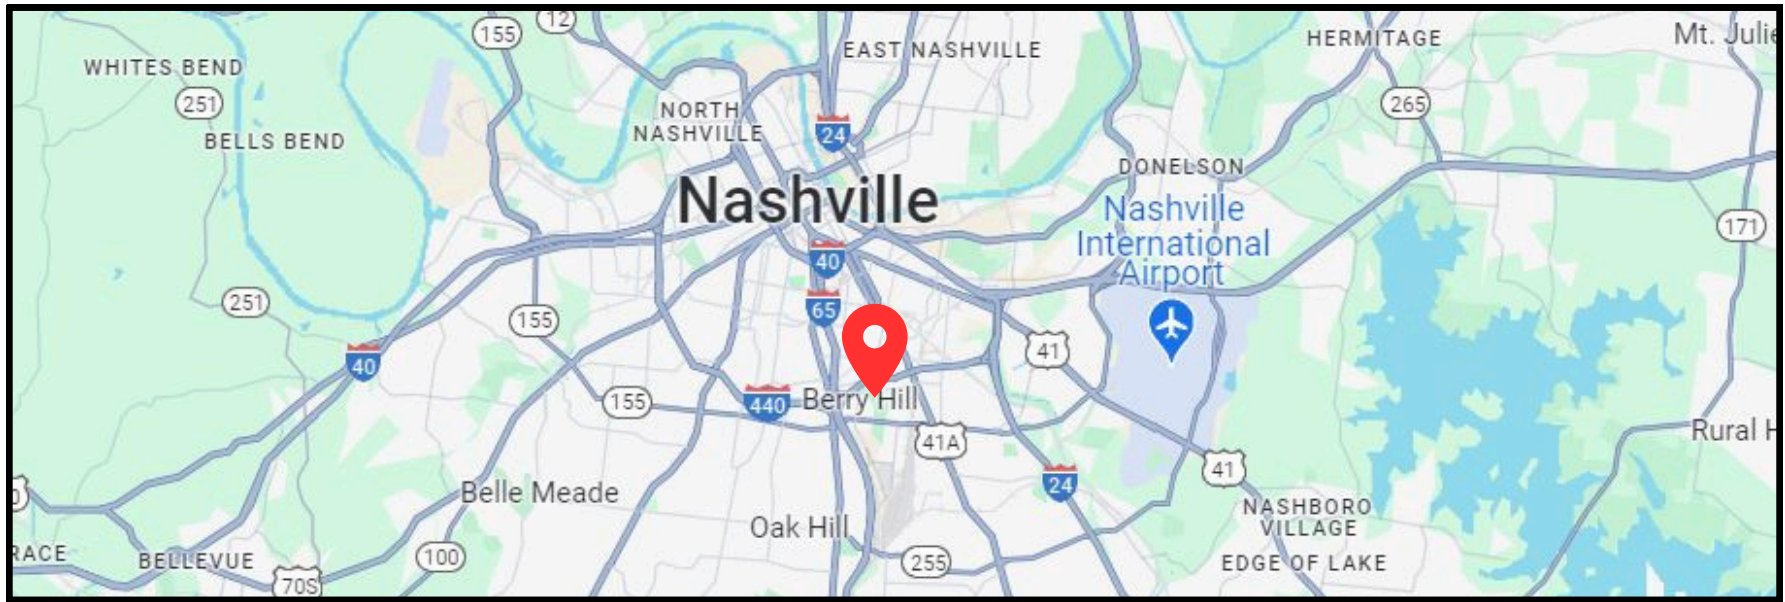 155
12
EAST NASHVILLE
HERMITAGE
Mt. Julie
WHITES BEND
251
NORTH
NASHVILLE
24
265
BELLS BEND
DONELSON
Nashville
Nashville
International
Airport
171
40
251
65
155
41
40
155
440
Berry Hill
41A
Rural H
41
24
Belle Meade
0
NASHBORO
VILLAGE
Oak Hill
RACE
BELLEVUE
100
255
EDGE OF LAKE
70S